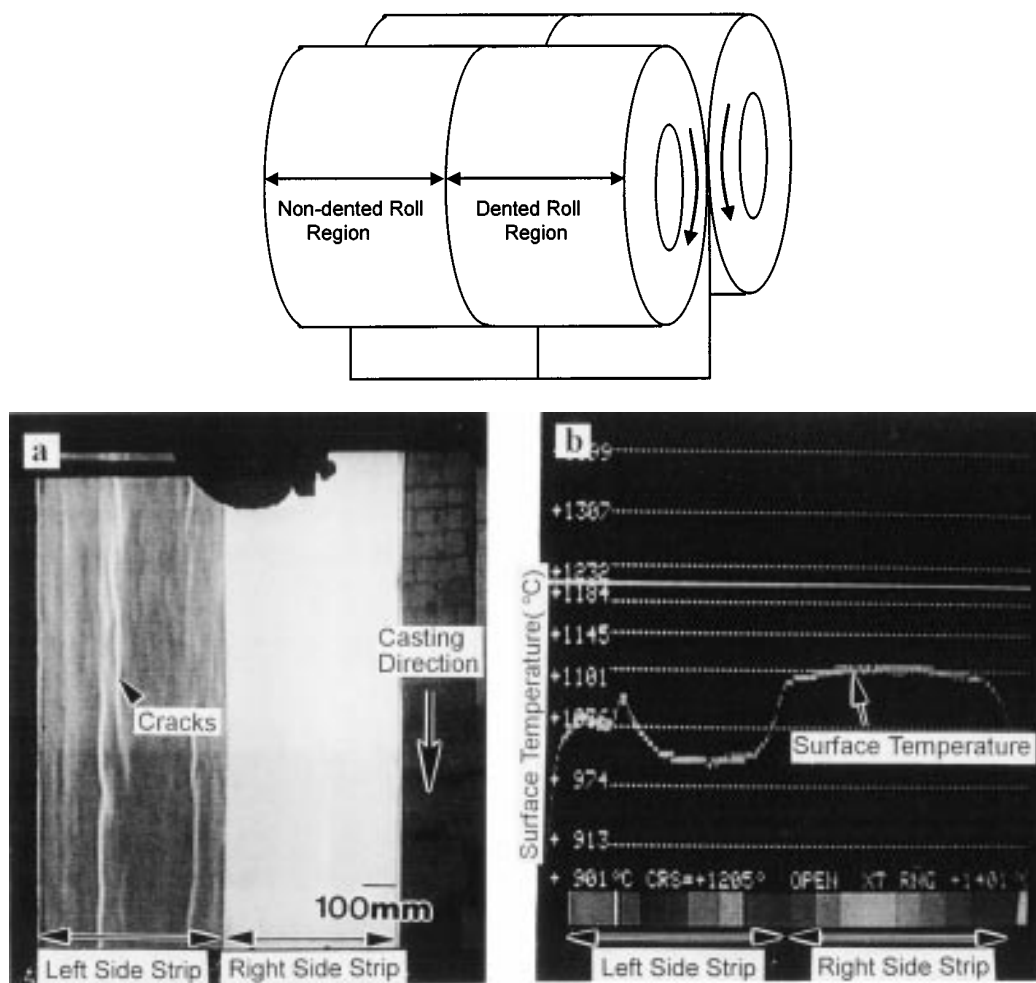 Non-dented Roll
Region
Dented Roll
Region
a
Casting
Direction
Cracks
100mm
Left Side Strip
Right Side Strip
b
Surface Temperature( °C)
+1307
+1232
+1184
+1145
+1101
Surface Temperature
+ 974
+ 913
+ 901°C CRS=+1205° OPEN XT RNG
Left Side Strip
Right Side Strip